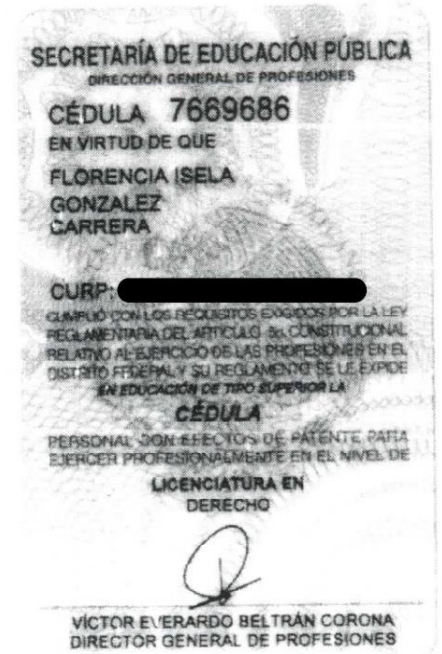 SECRETARÍA DE EDUCACIÓN PÚBLICA
DIRECCIÓN GENERAL DE PROFESIONES
CÉDULA 7669686
EN VIRTUD DE QUE
FLORENCIA ISELA
GONZALEZ
CARRERA
CURP:
CUMPLIÓ CON LOS REQUISITOS EXIGIDOS POR LA LEY
REGLAMENTARIA DEL ARTÍCULO 5o. CONSTITUCIONAL
RELATIVO AL EJERCICIO DE LAS PROFESIONES EN EL
DISTRITO FEDERAL Y SU REGLAMENTO SE LE EXPIDE
EN EDUCACIÓN DE TIPO SUPERIOR LA
CÉDULA
PERSONAL CON EFECTOS DE PATENTE PARA
EJERCER PROFESIONALMENTE EN EL NIVEL DE
LICENCIATURA EN
DERECHO
VÍCTOR EVERARDO BELTRÁN CORONA
DIRECTOR GENERAL DE PROFESIONES